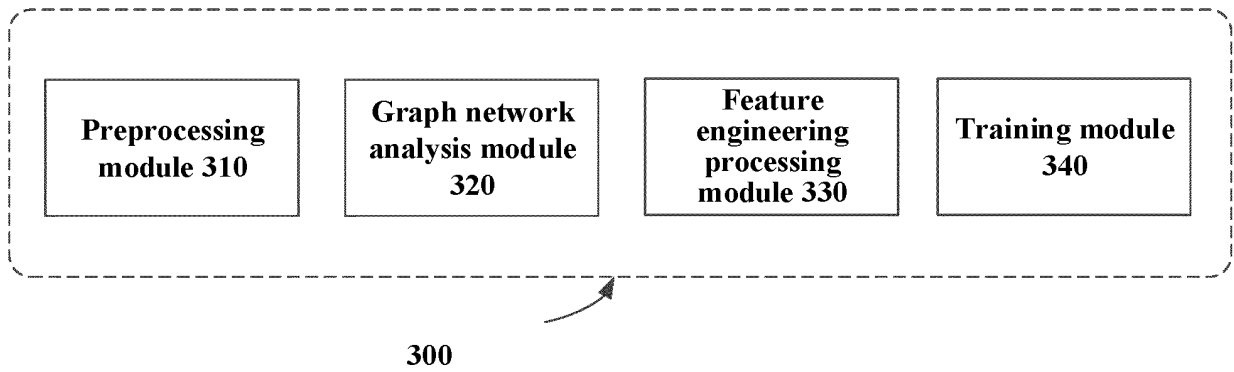 Preprocessing
module 310
Graph network
analysis module
320
Feature
engineering
processing
module 330
Training module
340
300